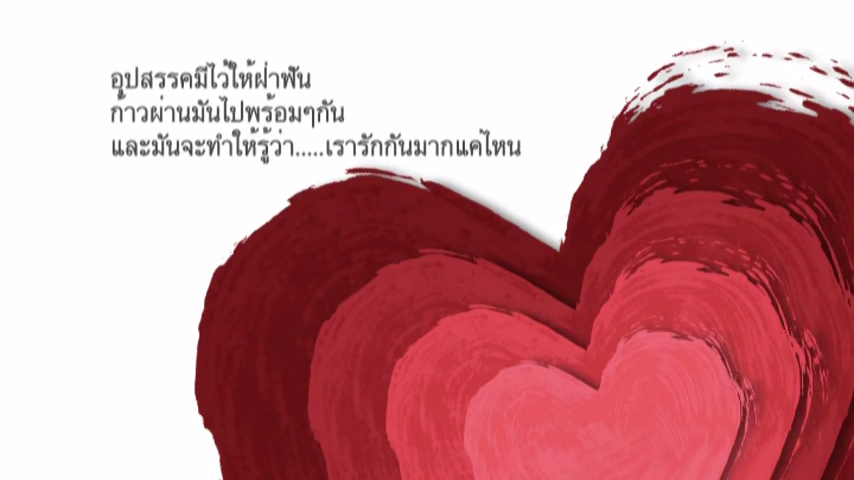 อุปสรรคมีไว้ให้ฝ่าฟัน
ก้าวผ่านมันไปพร้อมๆกัน
และมันจะทำให้รู้ว่า.....เรารักกันมากแค่ไหน